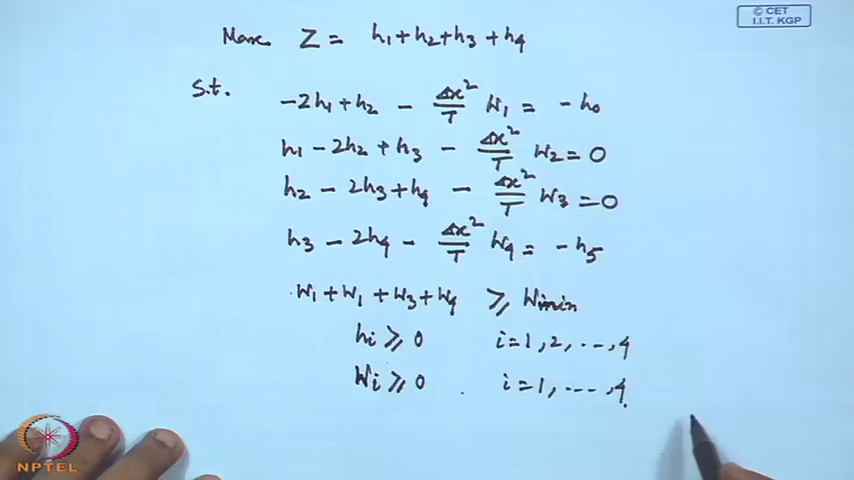 © CET
I.I.T. KGP
Max Z = h1+h2+h3+h4
s.t.
-2h1+h2 - Δx²/T W1 = -h0
h1-2h2+h3 - Δx²/T W2=0
h2-2h3+h4 - Δx²/T W3=0
h3-2h4 - Δx²/T W4 = -h5
W1+W1+W3+W4 ≥ Wmin
hi ≥ 0 i=1,2,---,4
Wi ≥ 0 i=1,---,4.
NPTEL